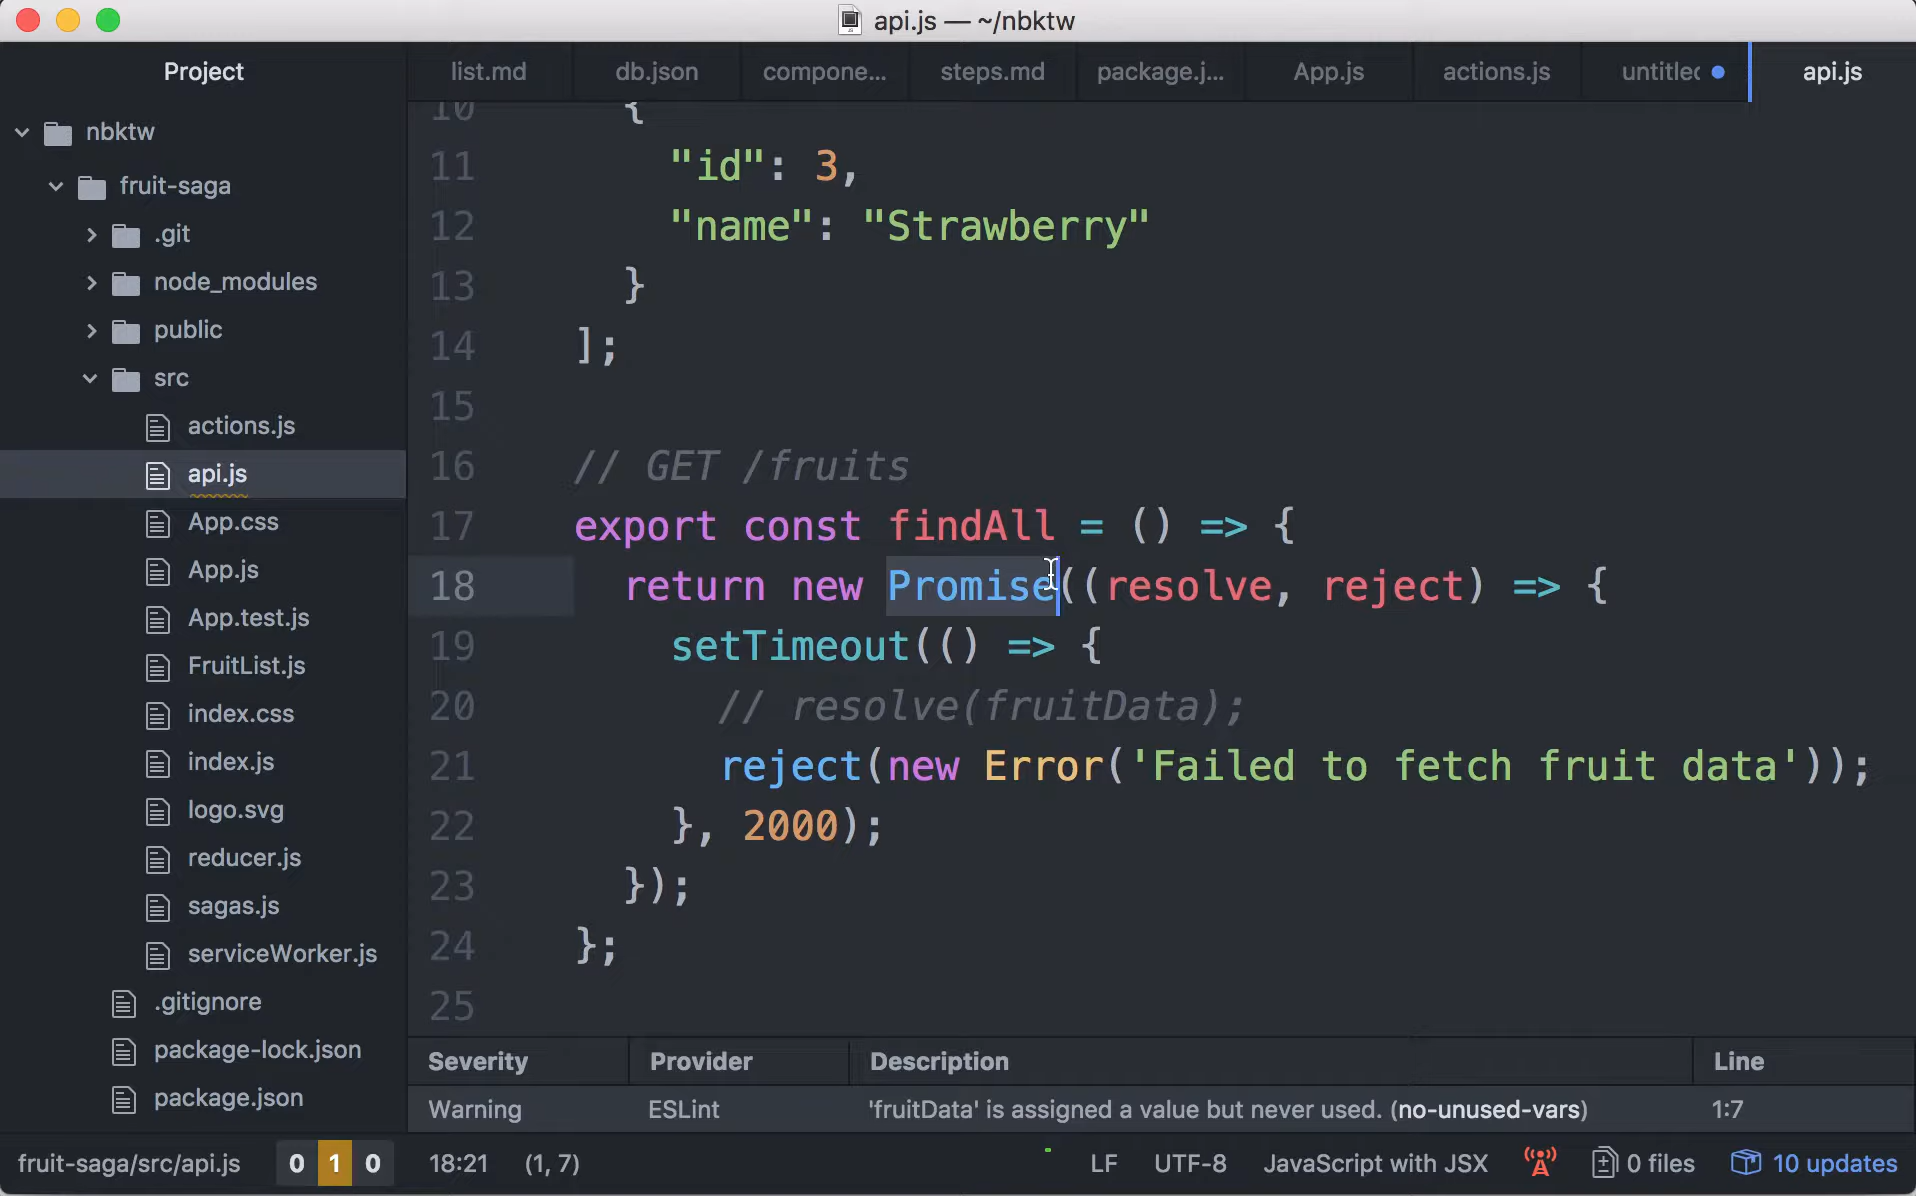 api.js — ~/nbktw
Project
list.md
db.json
compone...
steps.md
package.j...
App.js
actions.js
untitled
api.js
nbktw
fruit-saga
.git
node_modules
public
src
actions.js
api.js
App.css
App.js
App.test.js
FruitList.js
index.css
index.js
logo.svg
reducer.js
sagas.js
serviceWorker.js
.gitignore
package-lock.json
package.json
10 {
11 "id": 3,
12 "name": "Strawberry"
13 }
14 ];
15
16 // GET /fruits
17 export const findAll = () => {
18 return new Promise((resolve, reject) => {
19 setTimeout(() => {
20 // resolve(fruitData);
21 reject(new Error('Failed to fetch fruit data'));
22 }, 2000);
23 });
24 };
25
Severity Provider Description Line
Warning ESLint 'fruitData' is assigned a value but never used. (no-unused-vars) 1:7
fruit-saga/src/api.js 0 1 0 18:21 (1, 7) LF UTF-8 JavaScript with JSX 0 files 10 updates